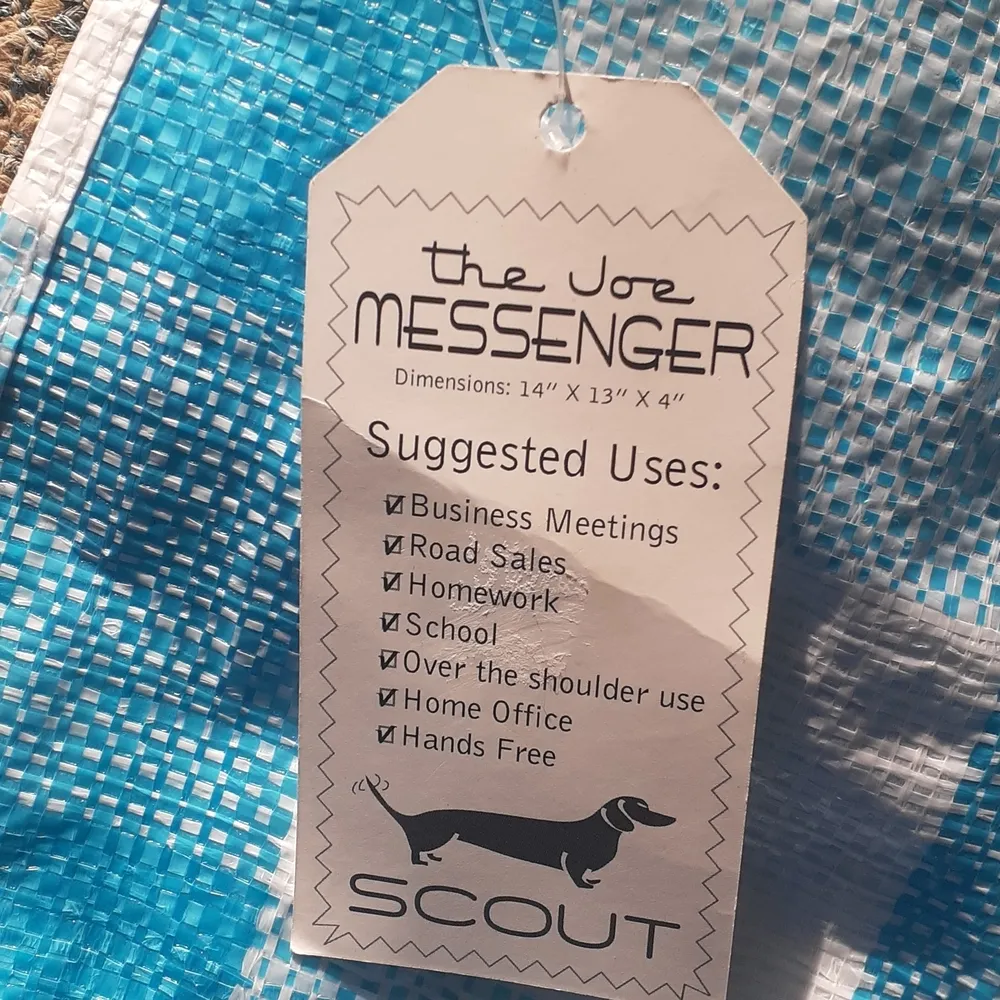 the Joe
MESSENGER
Dimensions: 14" X 13" X 4"
Suggested Uses:
☑ Business Meetings
☑ Road Sales
☑ Homework
☑ School
☑ Over the shoulder use
☑ Home Office
☑ Hands Free
SCOUT